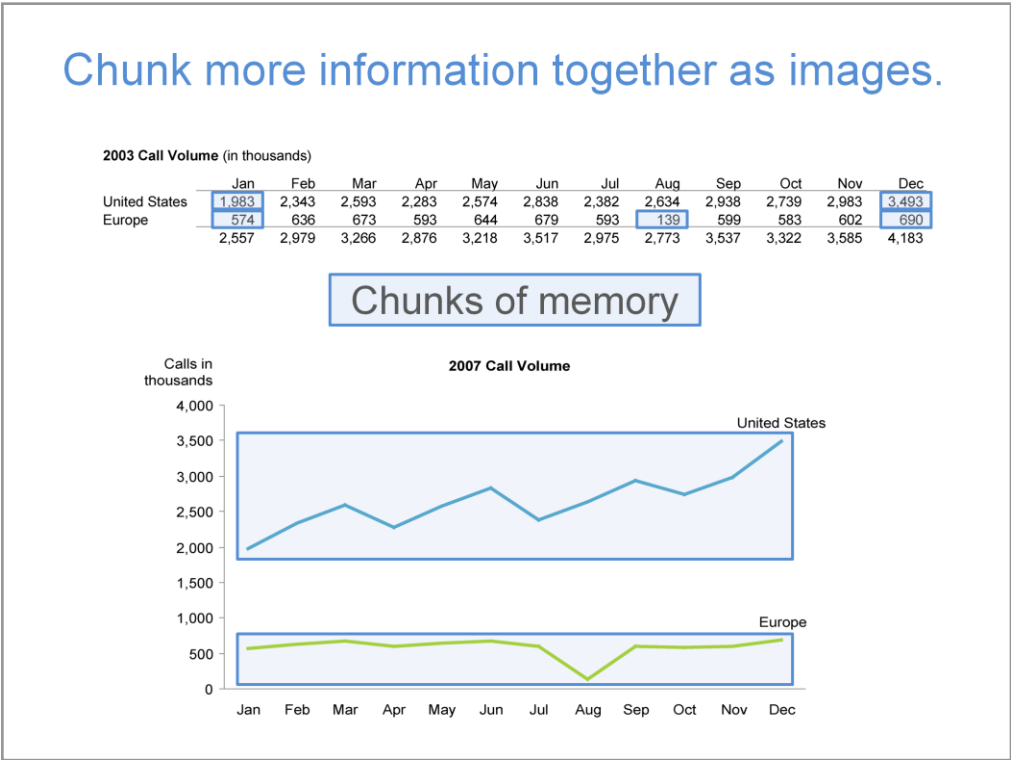 Chunk more information together as images.
2003 Call Volume (in thousands)
Jan Feb Mar Apr May Jun Jul Aug Sep Oct Nov Dec
United States 1,983 2,343 2,593 2,283 2,574 2,838 2,382 2,634 2,938 2,739 2,983 3,493
Europe 574 636 673 593 644 679 593 139 599 583 602 690
2,557 2,979 3,266 2,876 3,218 3,517 2,975 2,773 3,537 3,322 3,585 4,183
Chunks of memory
Calls in
thousands
2007 Call Volume
4,000
United States
3,500
3,000
2,500
2,000
1,500
1,000
Europe
500
0
Jan Feb Mar Apr May Jun Jul Aug Sep Oct Nov Dec